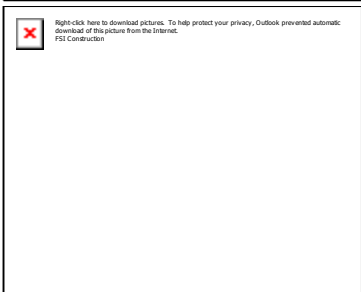 Right-click here to download pictures. To help protect your privacy, Outlook prevented automatic
download of this picture from the Internet.
FSI Construction